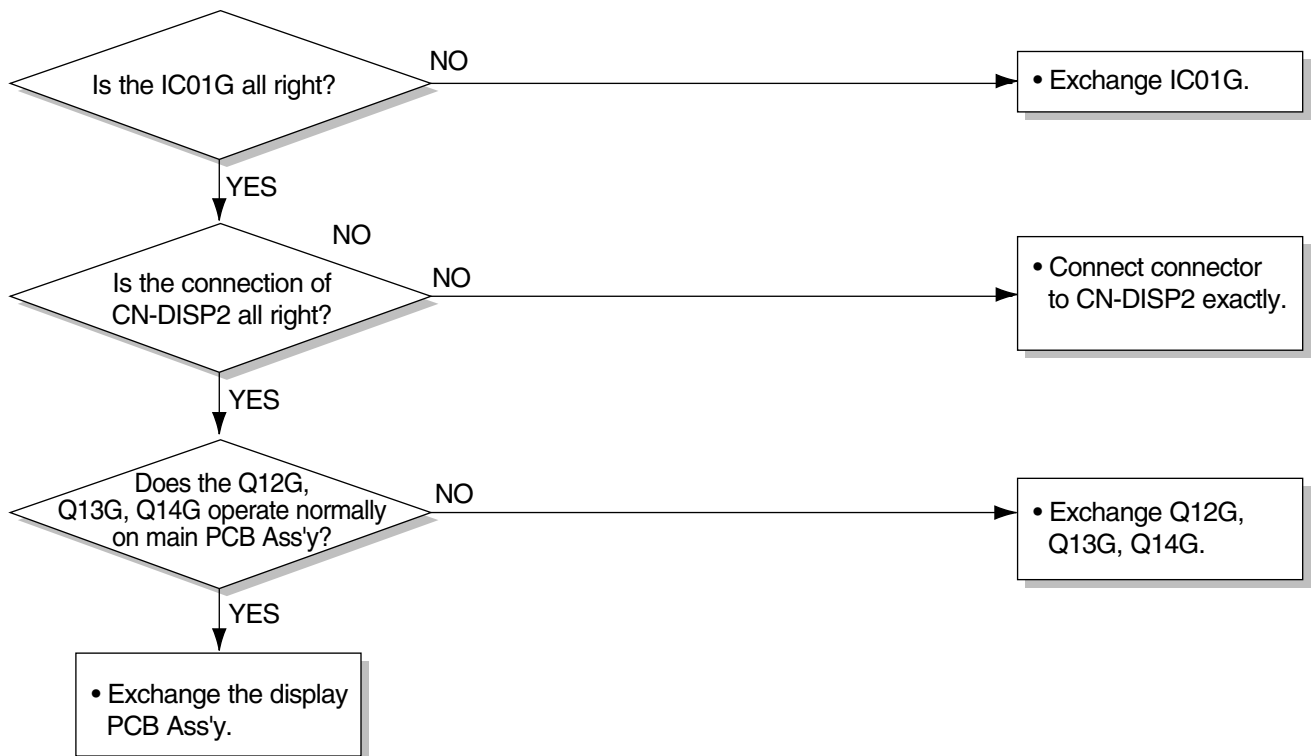 Is the IC01G all right?
NO
• Exchange IC01G.
YES
NO
Is the connection of
CN-DISP2 all right?
NO
• Connect connector
to CN-DISP2 exactly.
YES
Does the Q12G,
Q13G, Q14G operate normally
on main PCB Ass'y?
NO
• Exchange Q12G,
Q13G, Q14G.
YES
• Exchange the display
PCB Ass'y.